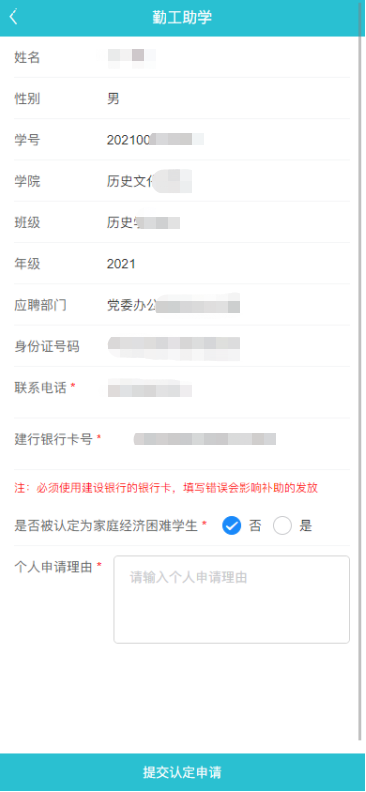 勤工助学
姓名
性别 男
学号 202100
学院 历史文
班级 历史
年级 2021
应聘部门 党委办公
身份证号码
联系电话 *
建行银行卡号 *
注：必须使用建设银行的银行卡，填写错误会影响补助的发放
是否被认定为家庭经济困难学生 * 否 是
个人申请理由 * 请输入个人申请理由
提交认定申请